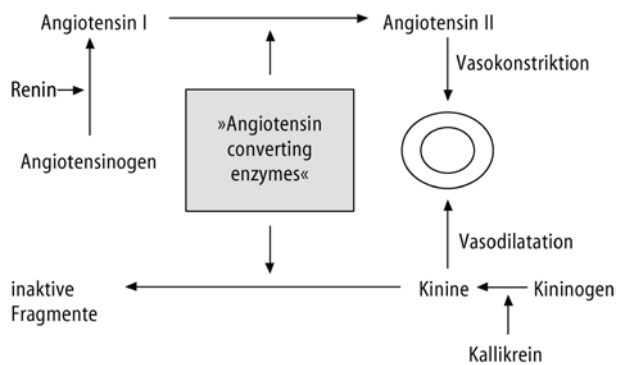 Angiotensin I
Angiotensin II
Vasokonstriktion
Renin
»Angiotensin
converting
enzymes«
Angiotensinogen
Vasodilatation
inaktive
Fragmente
Kinine
Kininogen
Kallikrein